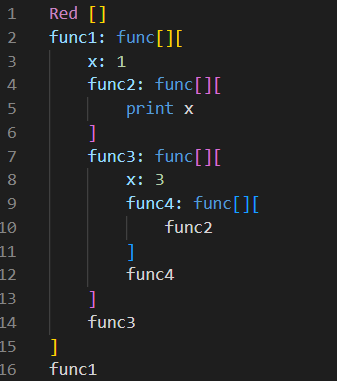 1 Red []
2 func1: func[][
3     x: 1
4     func2: func[][
5         print x
6     ]
7     func3: func[][
8         x: 3
9         func4: func[][
10             func2
11         ]
12         func4
13     ]
14     func3
15 ]
16 func1